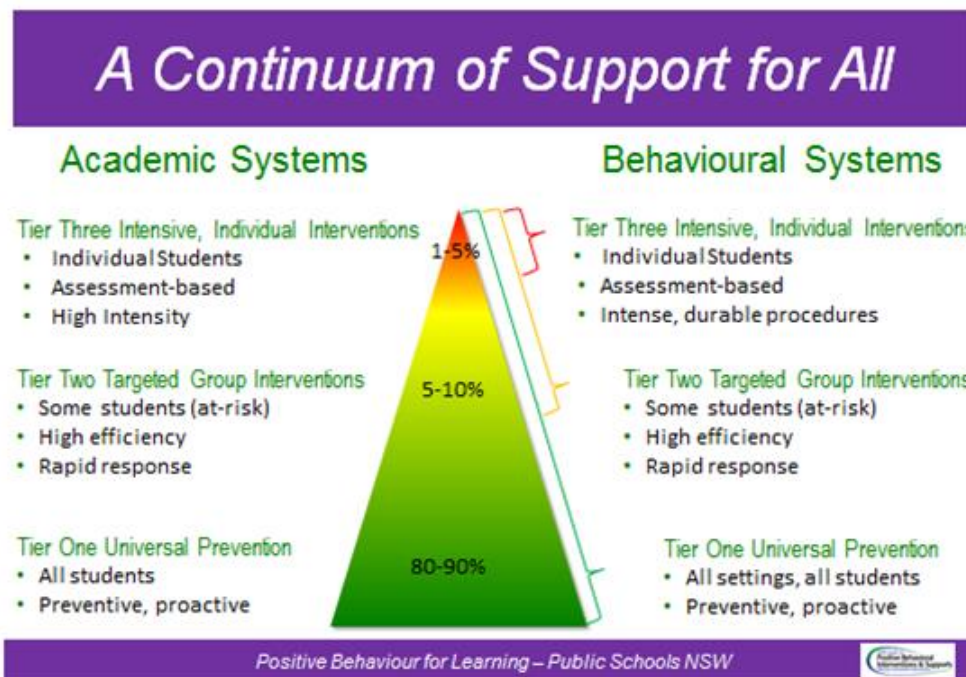 A Continuum of Support for All
Academic Systems
Tier Three Intensive, Individual Interventions
• Individual Students
• Assessment-based
• High Intensity
Tier Two Targeted Group Interventions
• Some students (at-risk)
• High efficiency
• Rapid response
Tier One Universal Prevention
• All students
• Preventive, proactive
1-5%
5-10%
80-90%
Behavioural Systems
Tier Three Intensive, Individual Interventions
• Individual Students
• Assessment-based
• Intense, durable procedures
Tier Two Targeted Group Interventions
• Some students (at-risk)
• High efficiency
• Rapid response
Tier One Universal Prevention
• All settings, all students
• Preventive, proactive
Positive Behaviour for Learning – Public Schools NSW
Positive Behavioral
Interventions & Supports